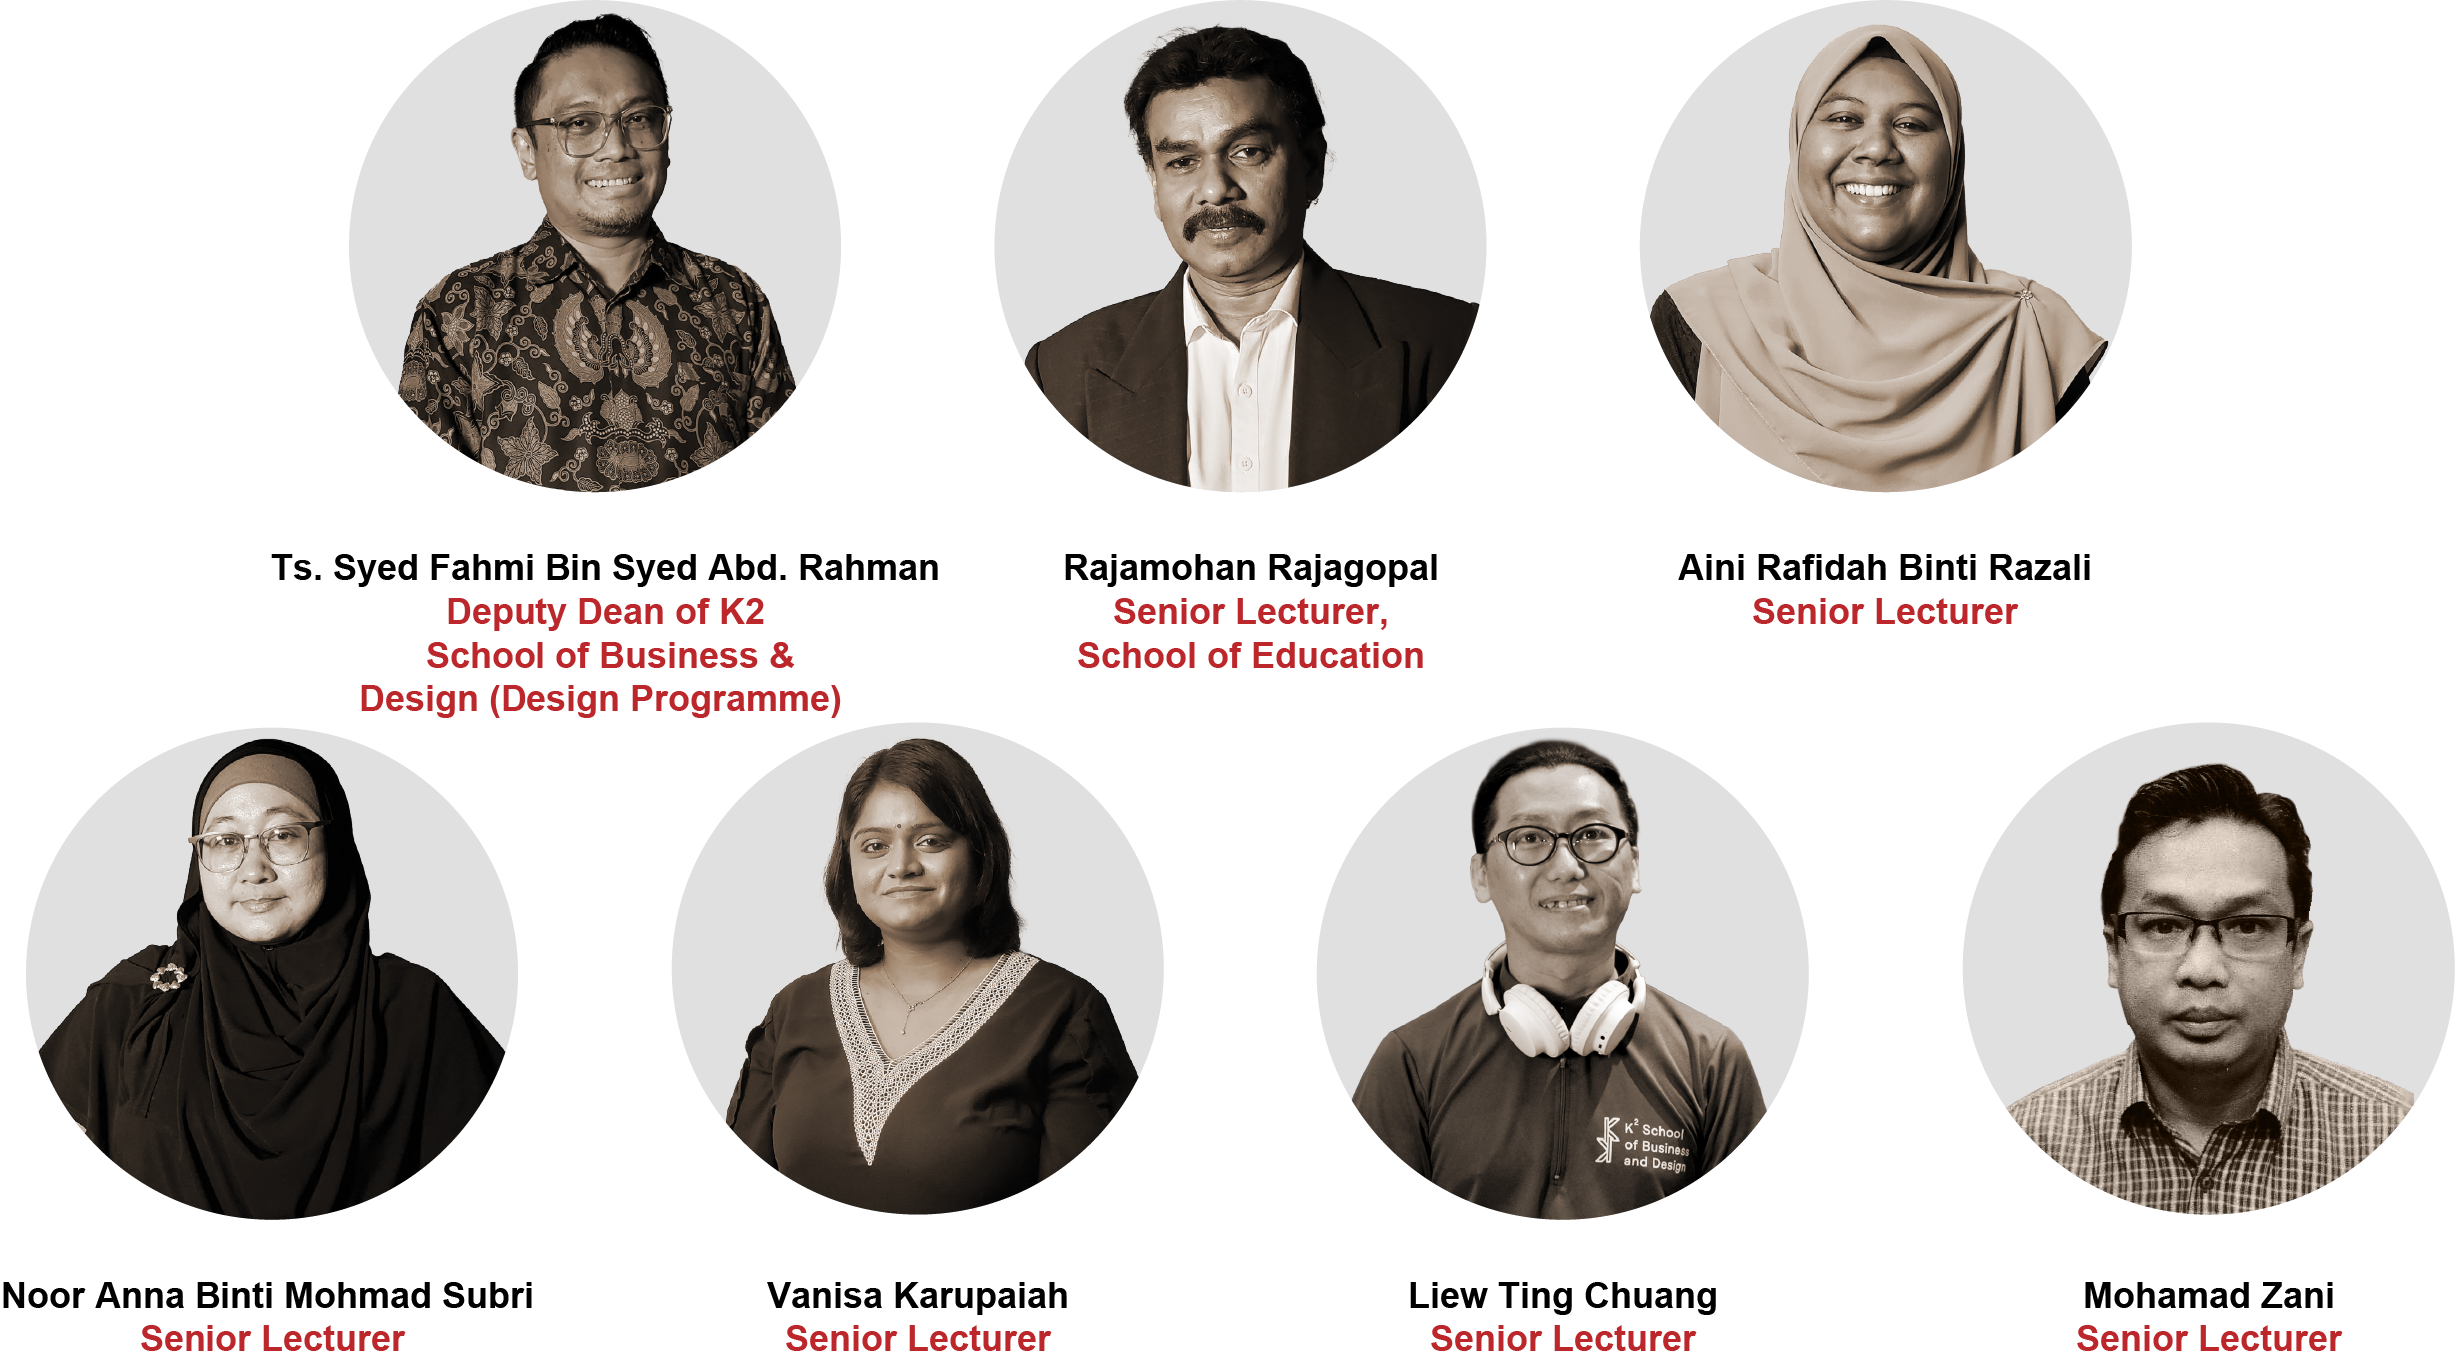 Ts. Syed Fahmi Bin Syed Abd. Rahman
Deputy Dean of K2
School of Business &
Design (Design Programme)
Rajamohan Rajagopal
Senior Lecturer,
School of Education
Aini Rafidah Binti Razali
Senior Lecturer
Noor Anna Binti Mohmad Subri
Senior Lecturer
Vanisa Karupaiah
Senior Lecturer
K² School
of Business
and Design
Liew Ting Chuang
Senior Lecturer
Mohamad Zani
Senior Lecturer